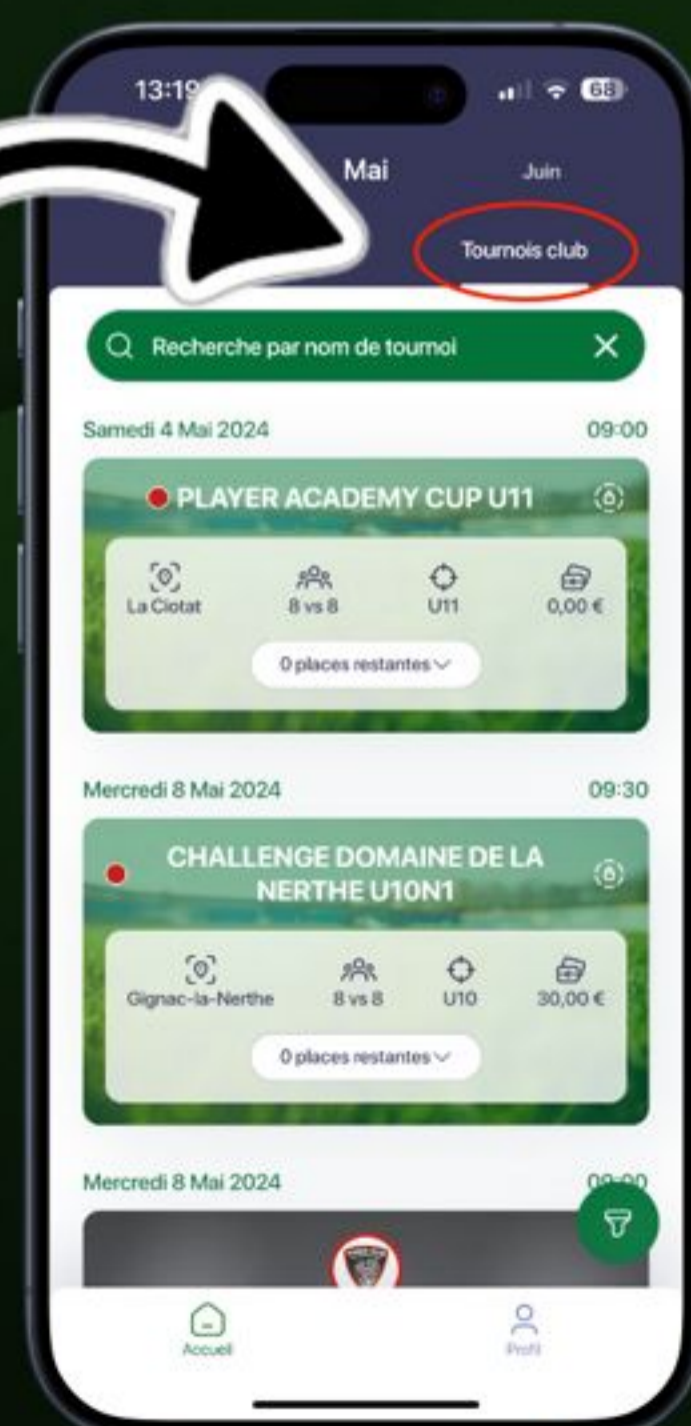 13:19
68
Mai
Juin
Tournois club
Recherche par nom de tournoi
Samedi 4 Mai 2024
09:00
PLAYER ACADEMY CUP U11
La Ciotat
8 vs 8
U11
0,00 €
0 places restantes
Mercredi 8 Mai 2024
09:30
CHALLENGE DOMAINE DE LA
NERTHE U10N1
Gignac-la-Nerthe
8 vs 8
U10
30,00 €
0 places restantes
Mercredi 8 Mai 2024
Accueil
Profil